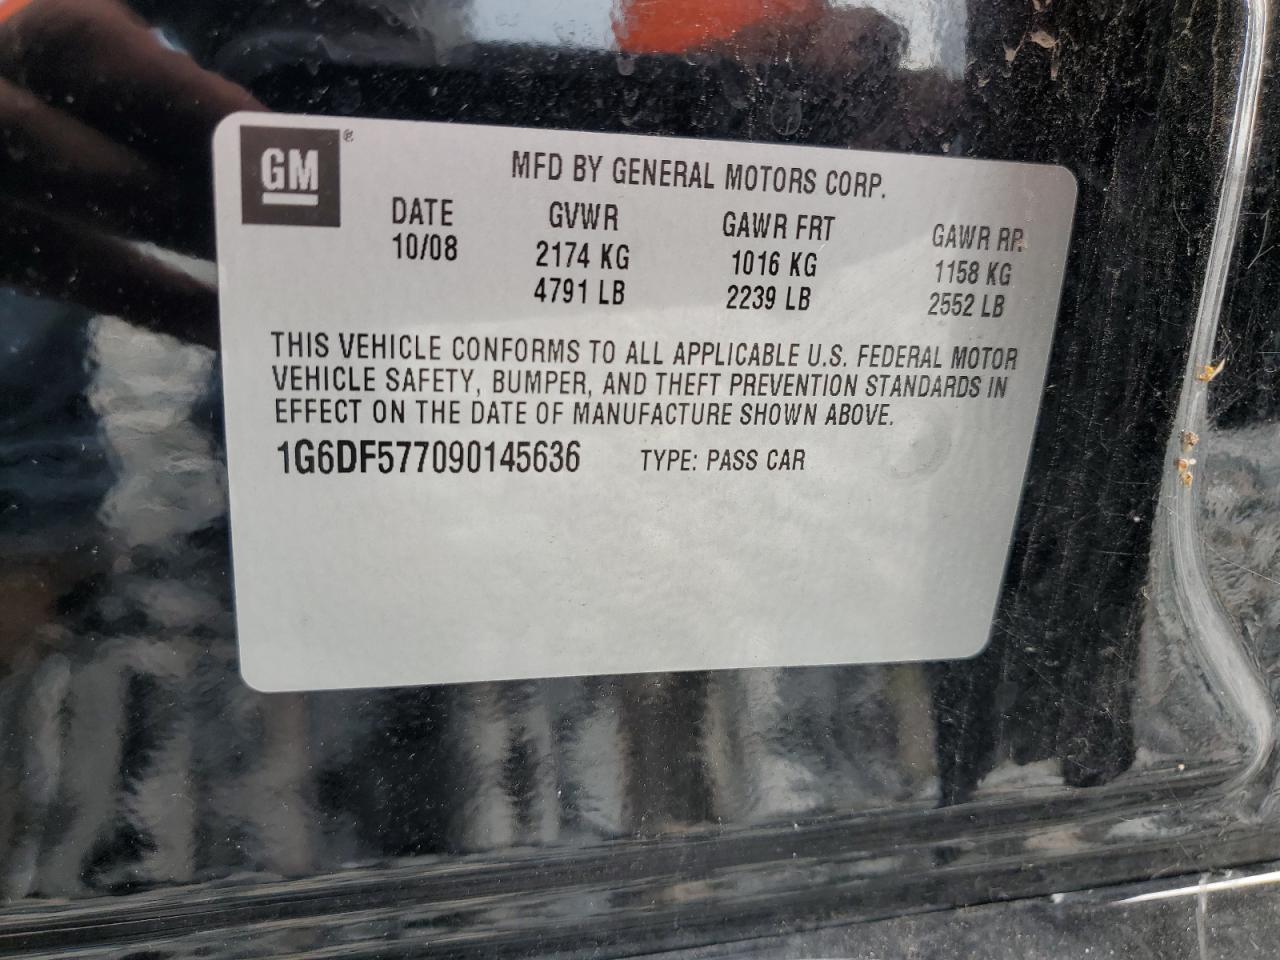 GM ®
MFD BY GENERAL MOTORS CORP.
DATE GVWR GAWR FRT GAWR RR
10/08 2174 KG 1016 KG 1158 KG
4791 LB 2239 LB 2552 LB
THIS VEHICLE CONFORMS TO ALL APPLICABLE U.S. FEDERAL MOTOR
VEHICLE SAFETY, BUMPER, AND THEFT PREVENTION STANDARDS IN
EFFECT ON THE DATE OF MANUFACTURE SHOWN ABOVE.
1G6DF577090145636 TYPE: PASS CAR